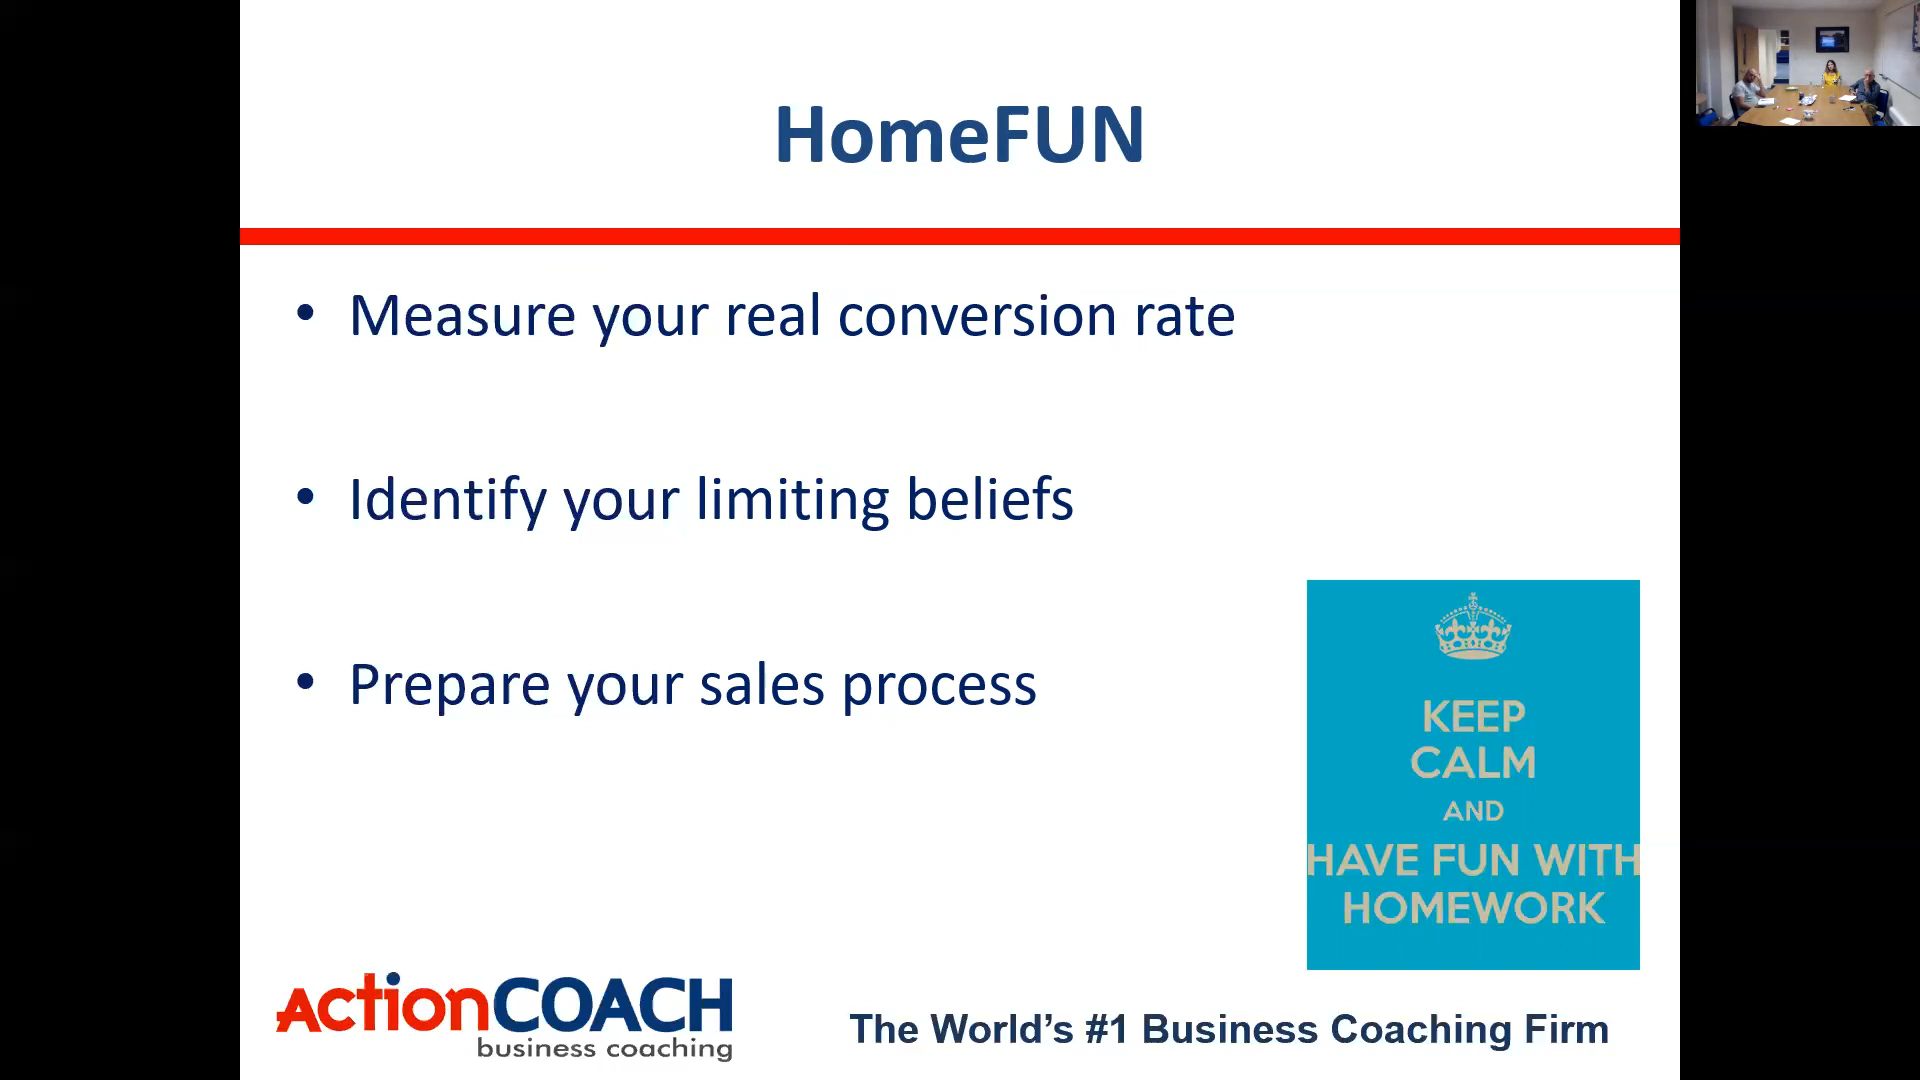 HomeFUN
• Measure your real conversion rate
• Identify your limiting beliefs
• Prepare your sales process
KEEP
CALM
AND
HAVE FUN WITH
HOMEWORK
ActionCOACH
business coaching
The World's #1 Business Coaching Firm